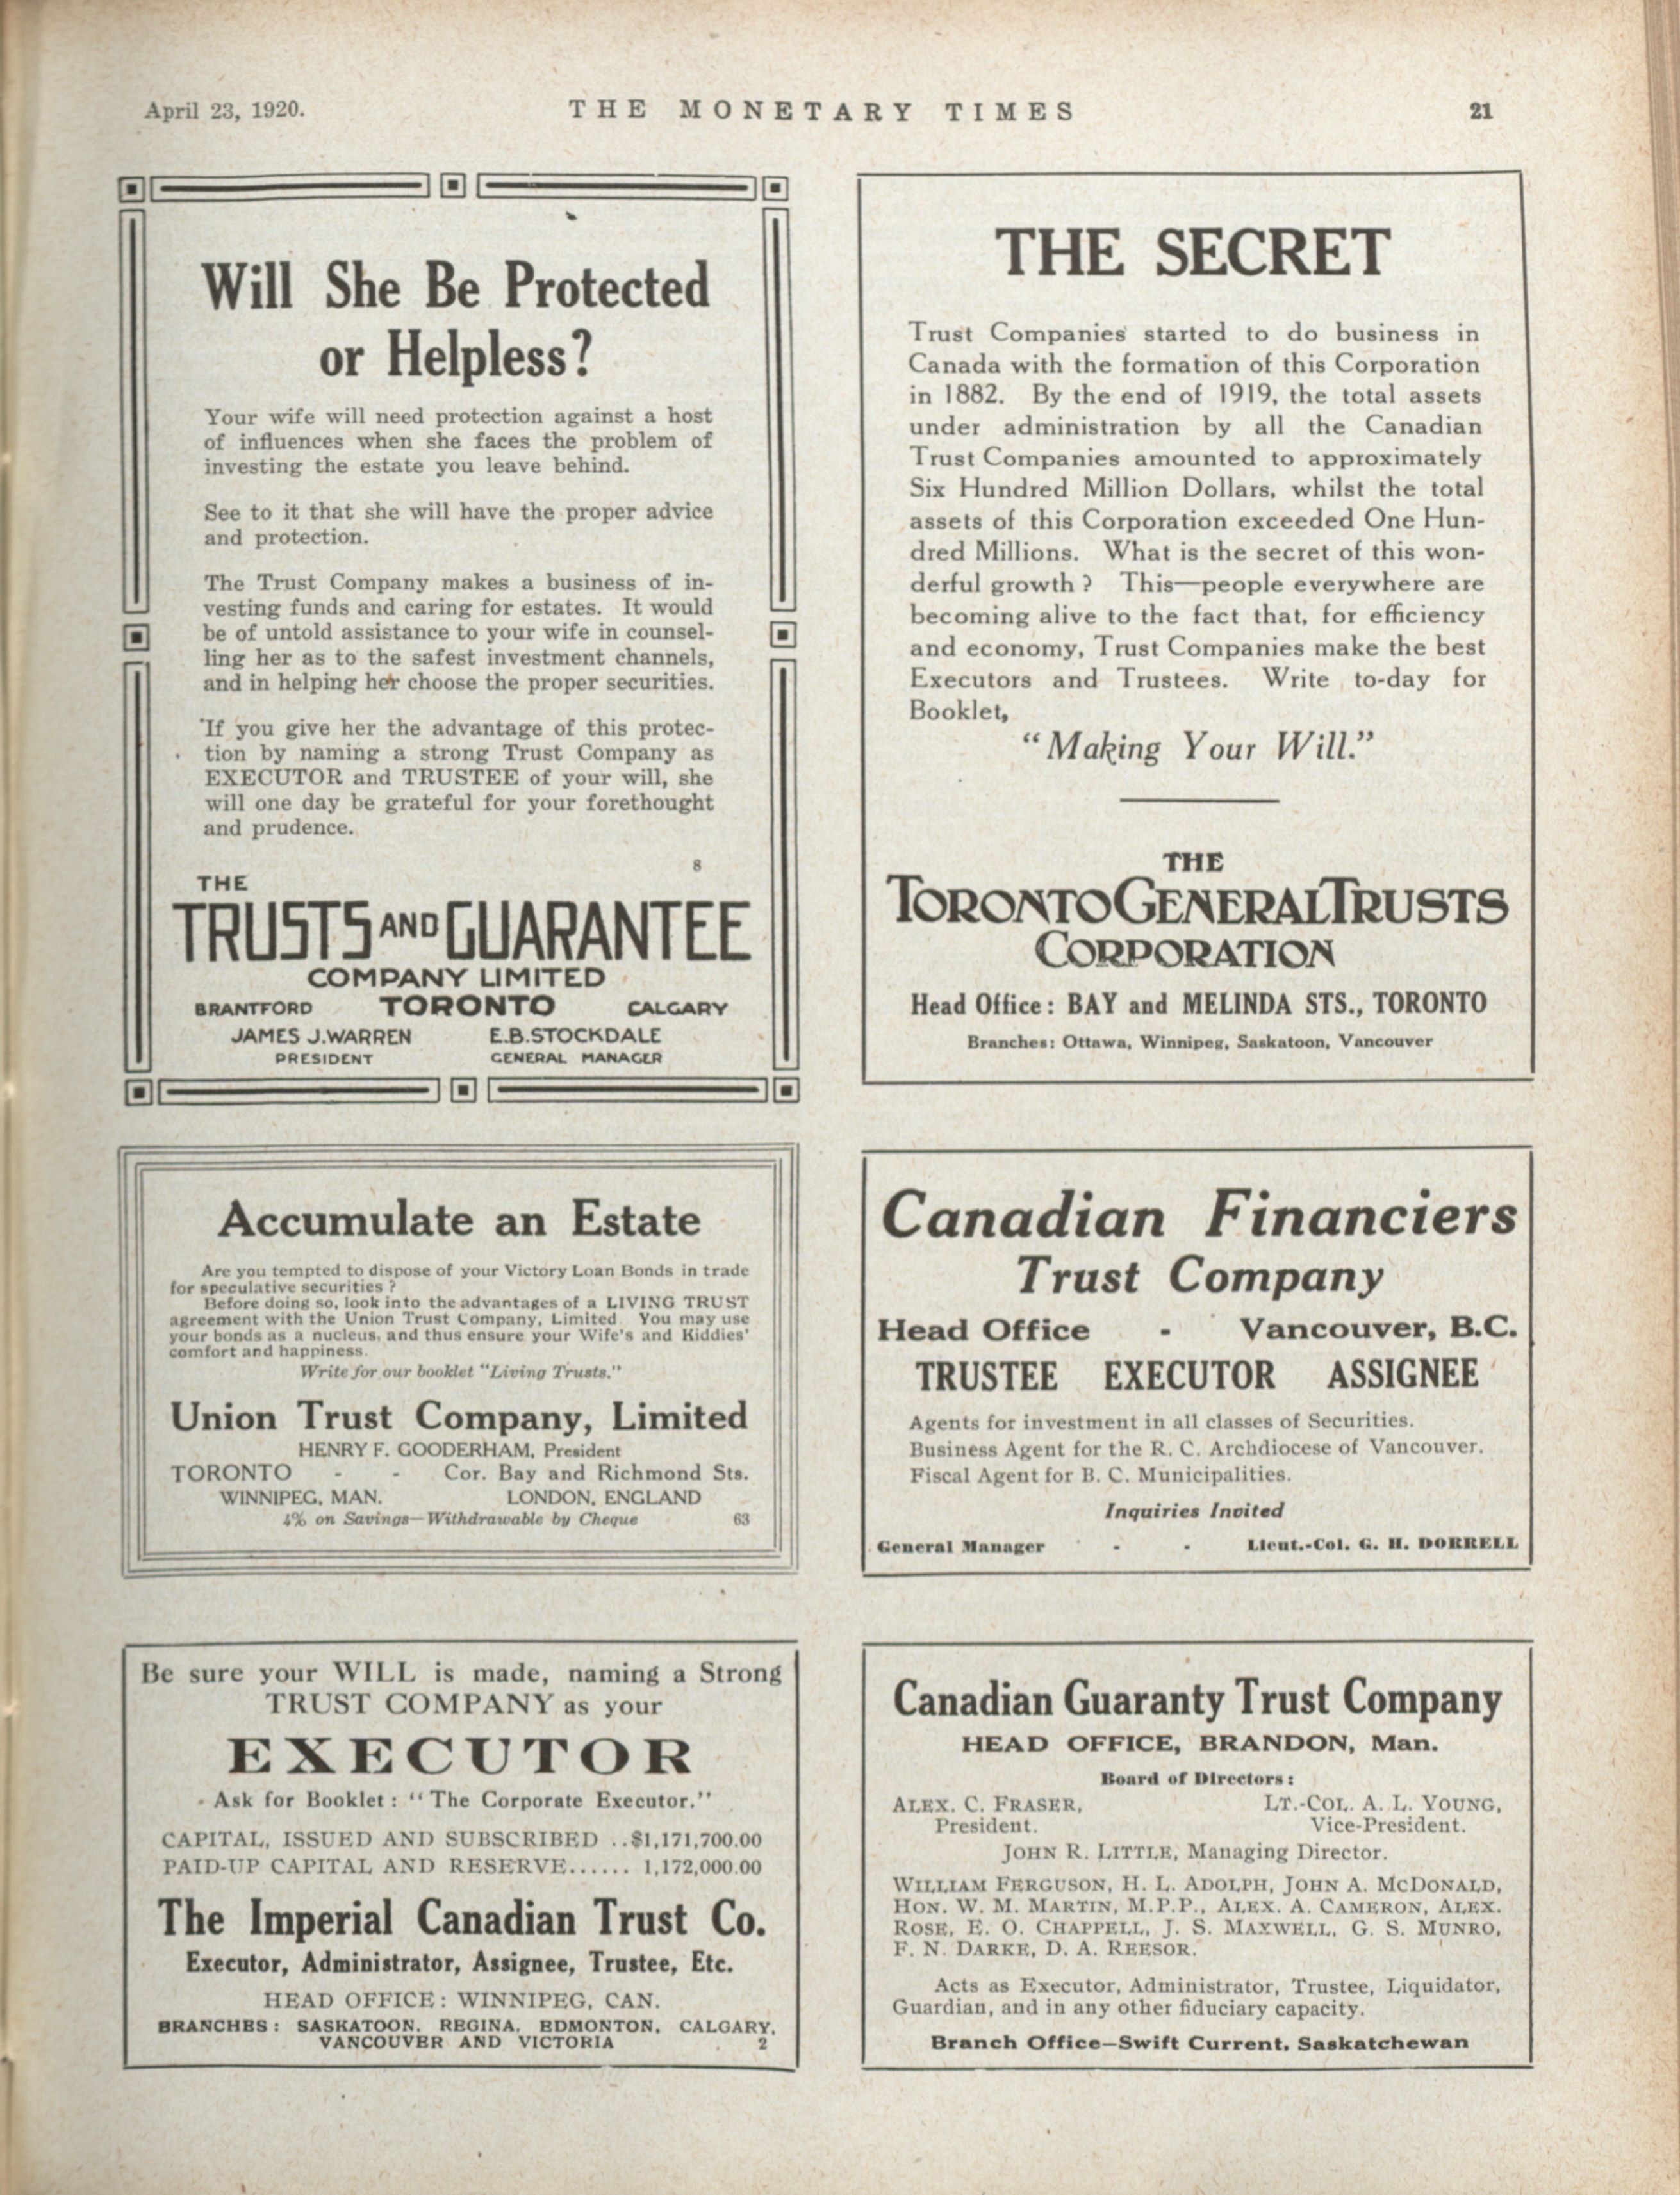 April 23, 1920.
THE MONETARY TIMES
21
Will She Be Protected
or Helpless?
Your wife will need protection against a host
of influences when she faces the problem of
investing the estate you leave behind.
See to it that she will have the proper advice
and protection.
The Trust Company makes a business of in-
vesting funds and caring for estates. It would
be of untold assistance to your wife in counsel-
ling her as to the safest investment channels,
and in helping her choose the proper securities.
If you give her the advantage of this protec-
tion by naming a strong Trust Company as
EXECUTOR and TRUSTEE of your will, she
will one day be grateful for your forethought
and prudence.
8
THE
TRUSTS AND GUARANTEE
COMPANY LIMITED
BRANTFORD TORONTO CALGARY
JAMES J. WARREN E.B. STOCKDALE
PRESIDENT GENERAL MANAGER
THE SECRET
Trust Companies started to do business in
Canada with the formation of this Corporation
in 1882. By the end of 1919, the total assets
under administration by all the Canadian
Trust Companies amounted to approximately
Six Hundred Million Dollars, whilst the total
assets of this Corporation exceeded One Hun-
dred Millions. What is the secret of this won-
derful growth? This—people everywhere are
becoming alive to the fact that, for efficiency
and economy, Trust Companies make the best
Executors and Trustees. Write to-day for
Booklet,
"Making Your Will."
THE
TORONTO GENERAL TRUSTS
CORPORATION
Head Office: BAY and MELINDA STS., TORONTO
Branches: Ottawa, Winnipeg, Saskatoon, Vancouver
Accumulate an Estate
Are you tempted to dispose of your Victory Loan Bonds in trade
for speculative securities?
Before doing so, look into the advantages of a LIVING TRUST
agreement with the Union Trust Company, Limited. You may use
your bonds as a nucleus, and thus ensure your Wife's and Kiddies'
comfort and happiness.
Write for our booklet "Living Trusts."
Union Trust Company, Limited
HENRY F. GOODERHAM, President
TORONTO - - Cor. Bay and Richmond Sts.
WINNIPEG, MAN. LONDON, ENGLAND
4% on Savings—Withdrawable by Cheque 63
Canadian Financiers
Trust Company
Head Office - Vancouver, B.C.
TRUSTEE EXECUTOR ASSIGNEE
Agents for investment in all classes of Securities.
Business Agent for the R. C. Archdiocese of Vancouver.
Fiscal Agent for B. C. Municipalities.
Inquiries Invited
General Manager - - Lieut.-Col. G. H. DORRELL
Be sure your WILL is made, naming a Strong
TRUST COMPANY as your
EXECUTOR
Ask for Booklet: "The Corporate Executor."
CAPITAL, ISSUED AND SUBSCRIBED ..$1,171,700.00
PAID-UP CAPITAL AND RESERVE...... 1,172,000.00
The Imperial Canadian Trust Co.
Executor, Administrator, Assignee, Trustee, Etc.
HEAD OFFICE: WINNIPEG, CAN.
BRANCHES: SASKATOON, REGINA, EDMONTON, CALGARY,
VANCOUVER AND VICTORIA 2
Canadian Guaranty Trust Company
HEAD OFFICE, BRANDON, Man.
Board of Directors:
ALEX. C. FRASER, LT.-COL. A. L. YOUNG,
President. Vice-President.
JOHN R. LITTLE, Managing Director.
WILLIAM FERGUSON, H. L. ADOLPH, JOHN A. MCDONALD,
HON. W. M. MARTIN, M.P.P., ALEX. A. CAMERON, ALEX.
ROSE, E. O. CHAPPELL, J. S. MAXWELL, G. S. MUNRO,
F. N. DARKE, D. A. REESOR.
Acts as Executor, Administrator, Trustee, Liquidator,
Guardian, and in any other fiduciary capacity.
Branch Office—Swift Current, Saskatchewan